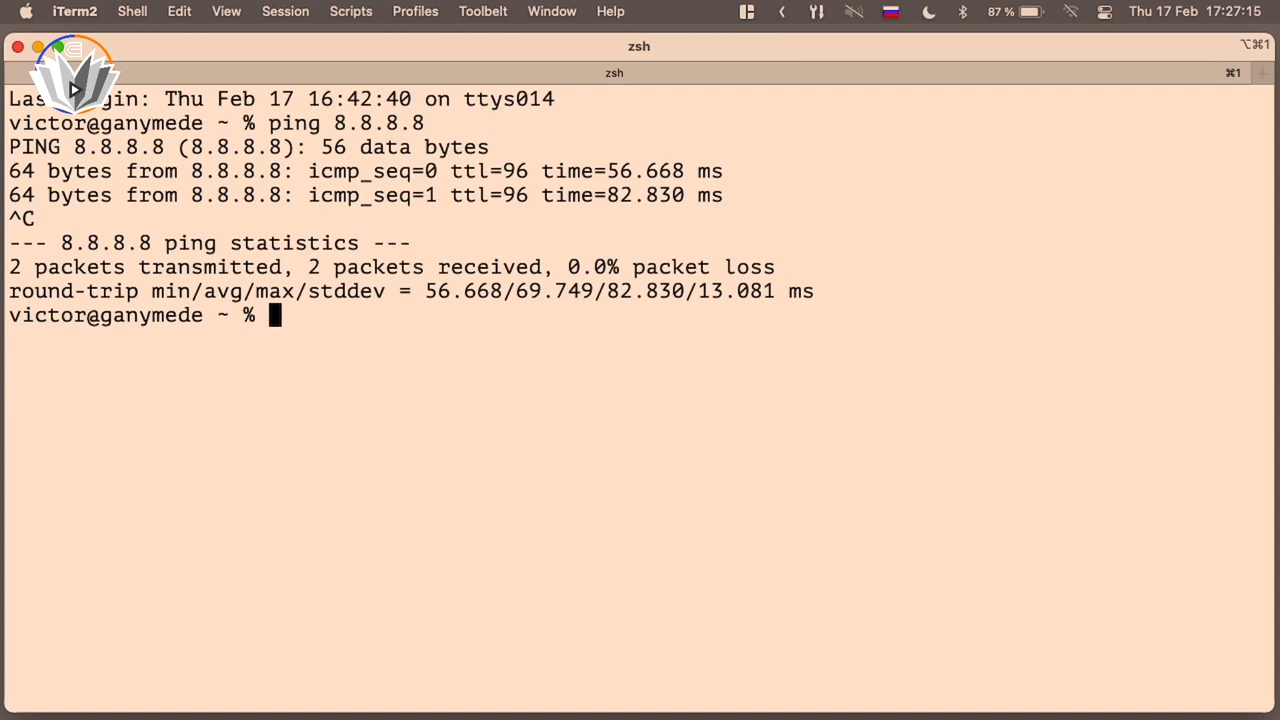 iTerm2 Shell Edit View Session Scripts Profiles Toolbelt Window Help 87 % Thu 17 Feb 17:27:15
zsh ⌥⌘1
zsh ⌘1
gin: Thu Feb 17 16:42:40 on ttys014
victor@ganymede ~ % ping 8.8.8.8
PING 8.8.8.8 (8.8.8.8): 56 data bytes
64 bytes from 8.8.8.8: icmp_seq=0 ttl=96 time=56.668 ms
64 bytes from 8.8.8.8: icmp_seq=1 ttl=96 time=82.830 ms
^C
--- 8.8.8.8 ping statistics ---
2 packets transmitted, 2 packets received, 0.0% packet loss
round-trip min/avg/max/stddev = 56.668/69.749/82.830/13.081 ms
victor@ganymede ~ %